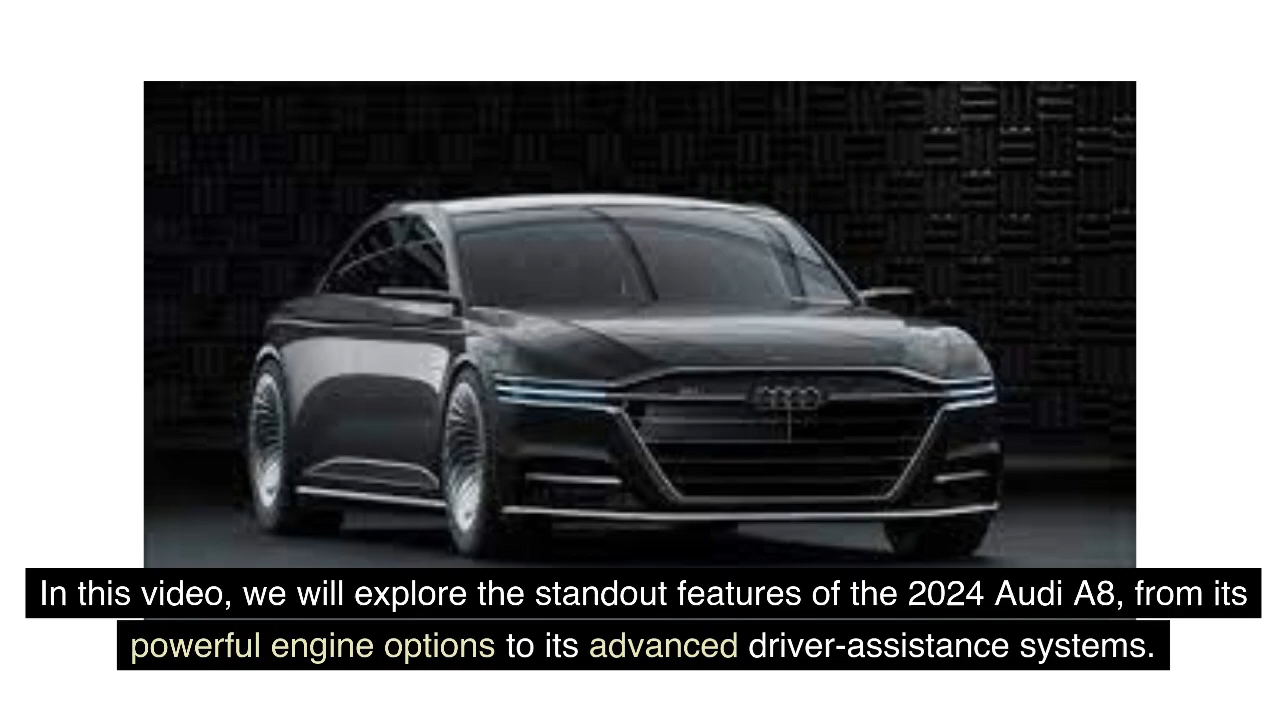 In this video, we will explore the standout features of the 2024 Audi A8, from its
powerful engine options to its advanced driver-assistance systems.